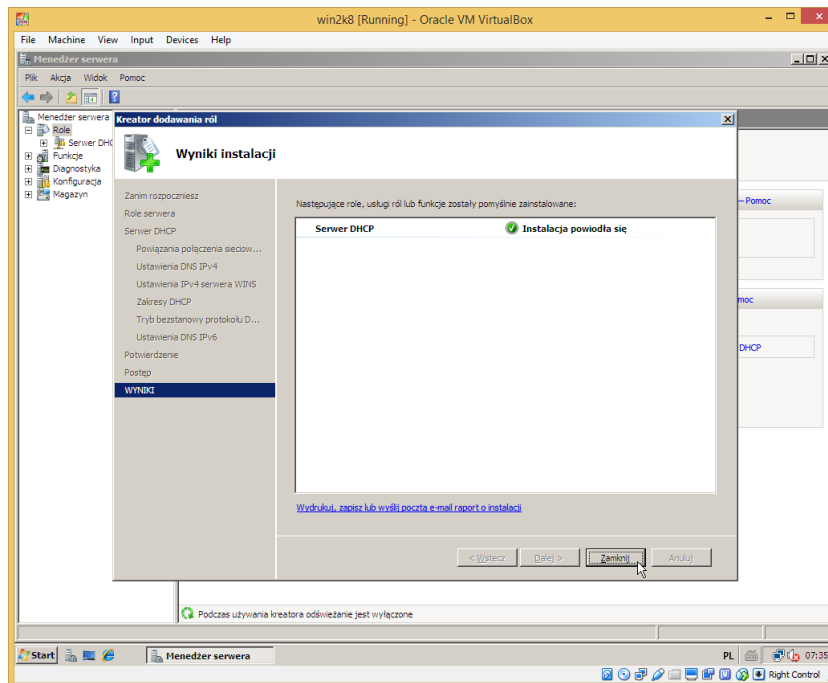 win2k8 [Running] - Oracle VM VirtualBox
File Machine View Input Devices Help
Menedżer serwera
Plik Akcja Widok Pomoc
Menedżer serwera
Role
Serwer DHC
Funkcje
Diagnostyka
Konfiguracja
Magazyn
Kreator dodawania ról
Wyniki instalacji
Zanim rozpoczniesz
Role serwera
Serwer DHCP
Powiązania połączenia sieciow...
Ustawienia DNS IPv4
Ustawienia IPv4 serwera WINS
Zakresy DHCP
Tryb bezstanowy protokołu D...
Ustawienia DNS IPv6
Potwierdzenie
Postęp
WYNIKI
Następujące role, usługi ról lub funkcje zostały pomyślnie zainstalowane:
Serwer DHCP Instalacja powiodła się
Wydrukuj, zapisz lub wyślij pocztą e-mail raport o instalacji
< Wstecz Dalej > Zamknij Anuluj
– Pomoc
moc
DHCP
Podczas używania kreatora odświeżanie jest wyłączone
Start Menedżer serwera PL 07:35
Right Control